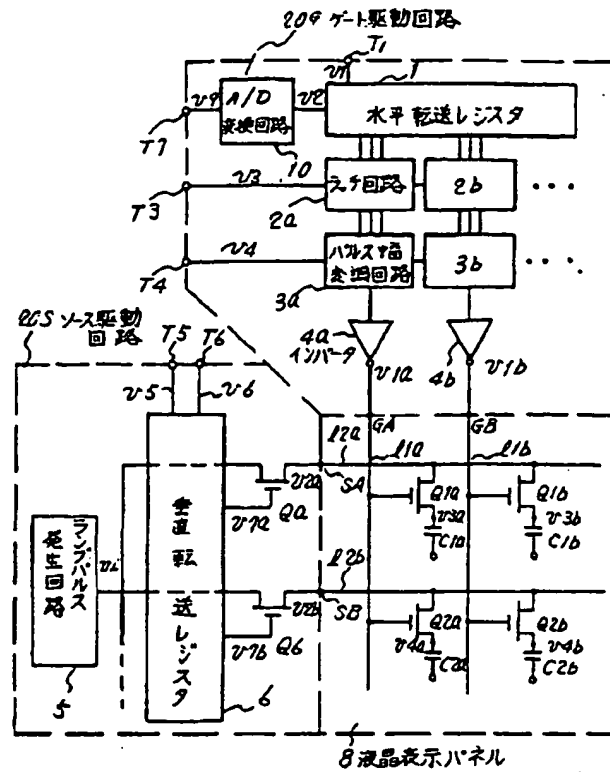 20G ゲート駆動回路
T1
v1
1
v9
A/D
変換回路
v2
水平転送レジスタ
T7
10
T3
v3
ラッチ回路
2b
2a
T4
v4
パルス幅
変調回路
3b
3a
20S ソース駆動
回路
T5
T6
4a
インバータ
v1a
4b
v1b
v5
v6
GA
l1a
GB
l1b
l2a
SA
v2a
Qa
v7a
Q1a
v3a
C1a
Q1b
v3b
C1b
ランプパルス
発生回路
垂直転送レジスタ
l2b
SB
v2b
v7b
Q2a
v4a
C2a
Q2b
v4b
C2b
5
6
8 液晶表示パネル